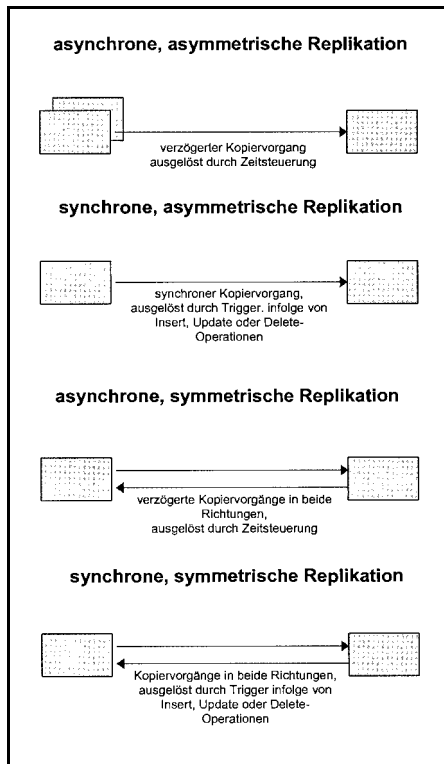 asynchrone, asymmetrische Replikation
verzögerter Kopiervorgang
ausgelöst durch Zeitsteuerung
synchrone, asymmetrische Replikation
synchroner Kopiervorgang,
ausgelöst durch Trigger. infolge von
Insert, Update oder Delete-
Operationen
asynchrone, symmetrische Replikation
verzögerte Kopiervorgänge in beide
Richtungen,
ausgelöst durch Zeitsteuerung
synchrone, symmetrische Replikation
Kopiervorgänge in beide Richtungen,
ausgelöst durch Trigger infolge von
Insert, Update oder Delete-
Operationen